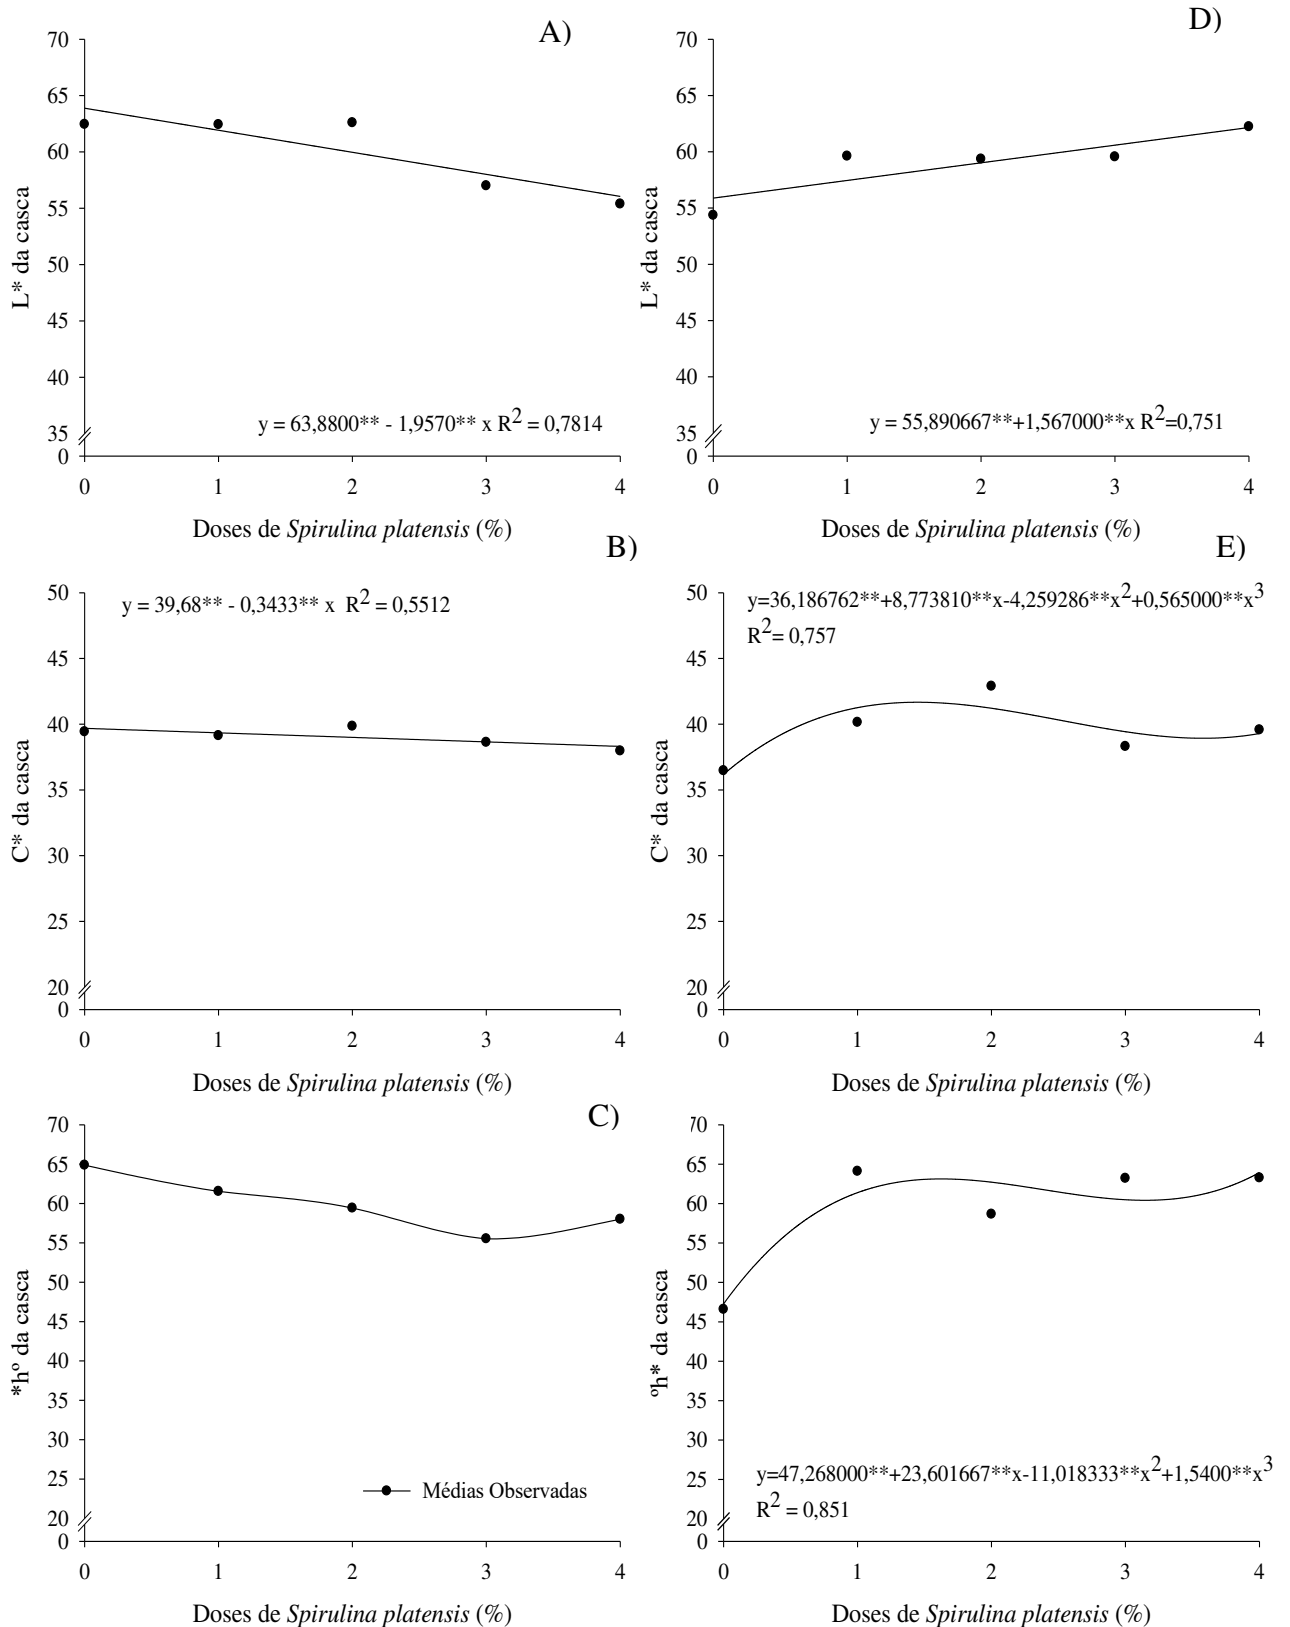 A)
70
65
60
55
50
45
40
35
0
L* da casca
y = 63,8800** - 1,9570** x R2 = 0,7814
0 1 2 3 4
Doses de Spirulina platensis (%)
D)
70
65
60
55
50
45
40
35
0
L* da casca
y = 55,890667**+1,567000**x R2=0,751
0 1 2 3 4
Doses de Spirulina platensis (%)
B)
50
45
40
35
30
25
20
0
C* da casca
y = 39,68** - 0,3433** x R2 = 0,5512
0 1 2 3 4
Doses de Spirulina platensis (%)
E)
50
45
40
35
30
25
20
0
C* da casca
y=36,186762**+8,773810**x-4,259286**x2+0,565000**x3
R2= 0,757
0 1 2 3 4
Doses de Spirulina platensis (%)
C)
70
65
60
55
50
45
40
35
30
25
20
0
*hº da casca
Médias Observadas
0 1 2 3 4
Doses de Spirulina platensis (%)
70
65
60
55
50
45
40
35
30
25
20
0
ºh* da casca
y=47,268000**+23,601667**x-11,018333**x2+1,5400**x3
R2 = 0,851
0 1 2 3 4
Doses de Spirulina platensis (%)